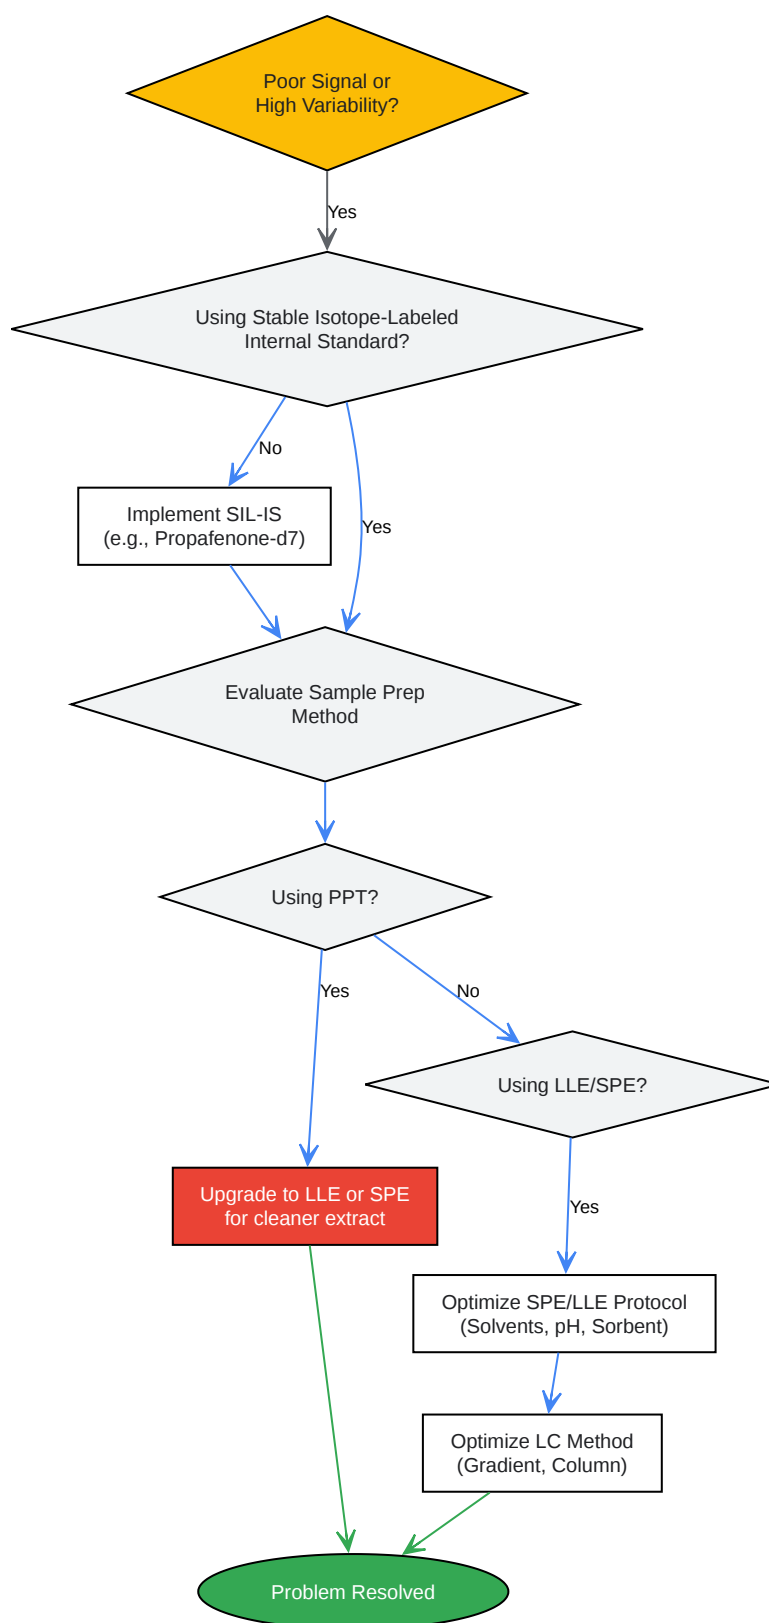 Poor Signal or
High Variability?
Yes
Using Stable Isotope-Labeled
Internal Standard?
No
Implement SIL-IS
(e.g., Propafenone-d7)
Yes
Evaluate Sample Prep
Method
Using PPT?
Yes
No
Using LLE/SPE?
Upgrade to LLE or SPE
for cleaner extract
Yes
Optimize SPE/LLE Protocol
(Solvents, pH, Sorbent)
Optimize LC Method
(Gradient, Column)
Problem Resolved